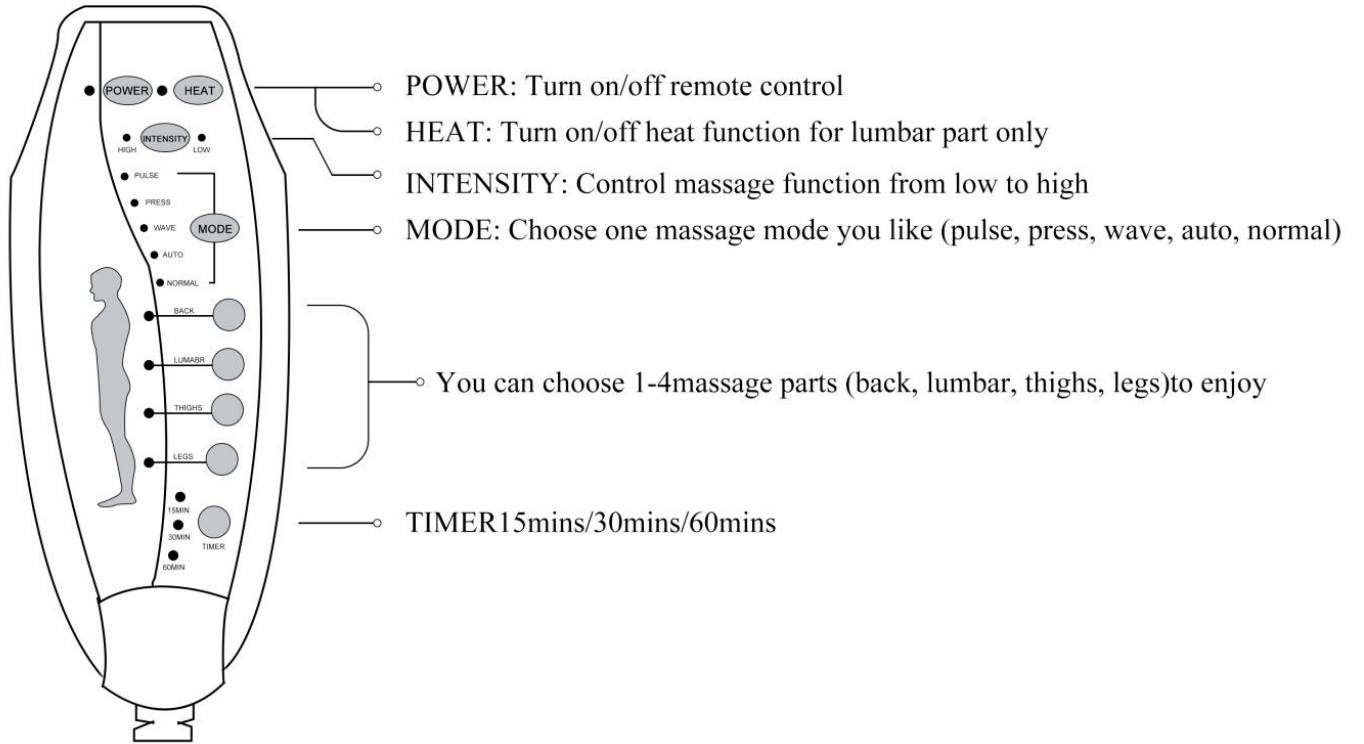 POWER HEAT
HIGH INTENSITY LOW
PULSE
PRESS
WAVE MODE
AUTO
NORMAL
BACK
LUMABR
THIGHS
LEGS
15MIN
30MIN TIMER
60MIN
POWER: Turn on/off remote control
HEAT: Turn on/off heat function for lumbar part only
INTENSITY: Control massage function from low to high
MODE: Choose one massage mode you like (pulse, press, wave, auto, normal)
You can choose 1-4massage parts (back, lumbar, thighs, legs)to enjoy
TIMER15mins/30mins/60mins